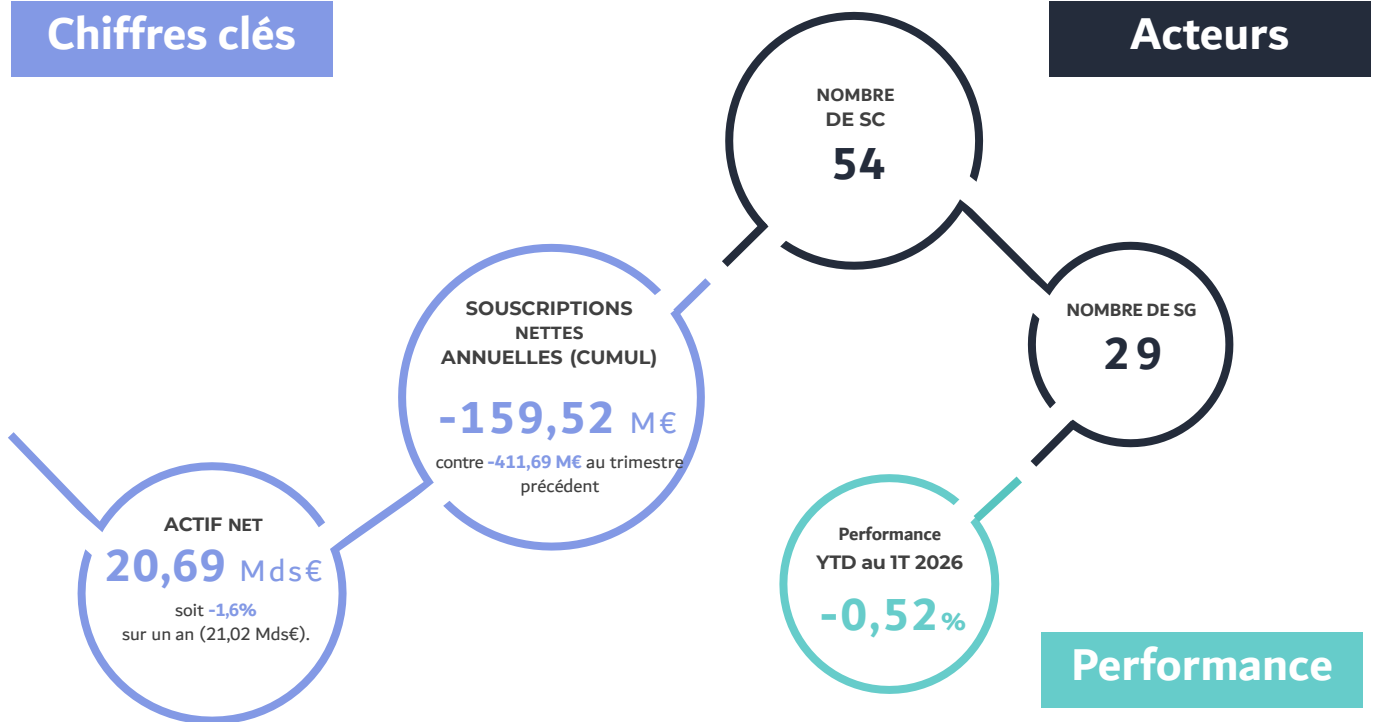 Chiffres clés
Acteurs
NOMBRE
DE SC
54
NOMBRE DE SG
29
SOUSCRIPTIONS
NETTES
ANNUELLES (CUMUL)
-159,52 M€
contre -411,69 M€ au trimestre
précédent
ACTIF NET
20,69 Mds€
soit -1,6%
sur un an (21,02 Mds€).
Performance
YTD au 1T 2026
-0,52%
Performance